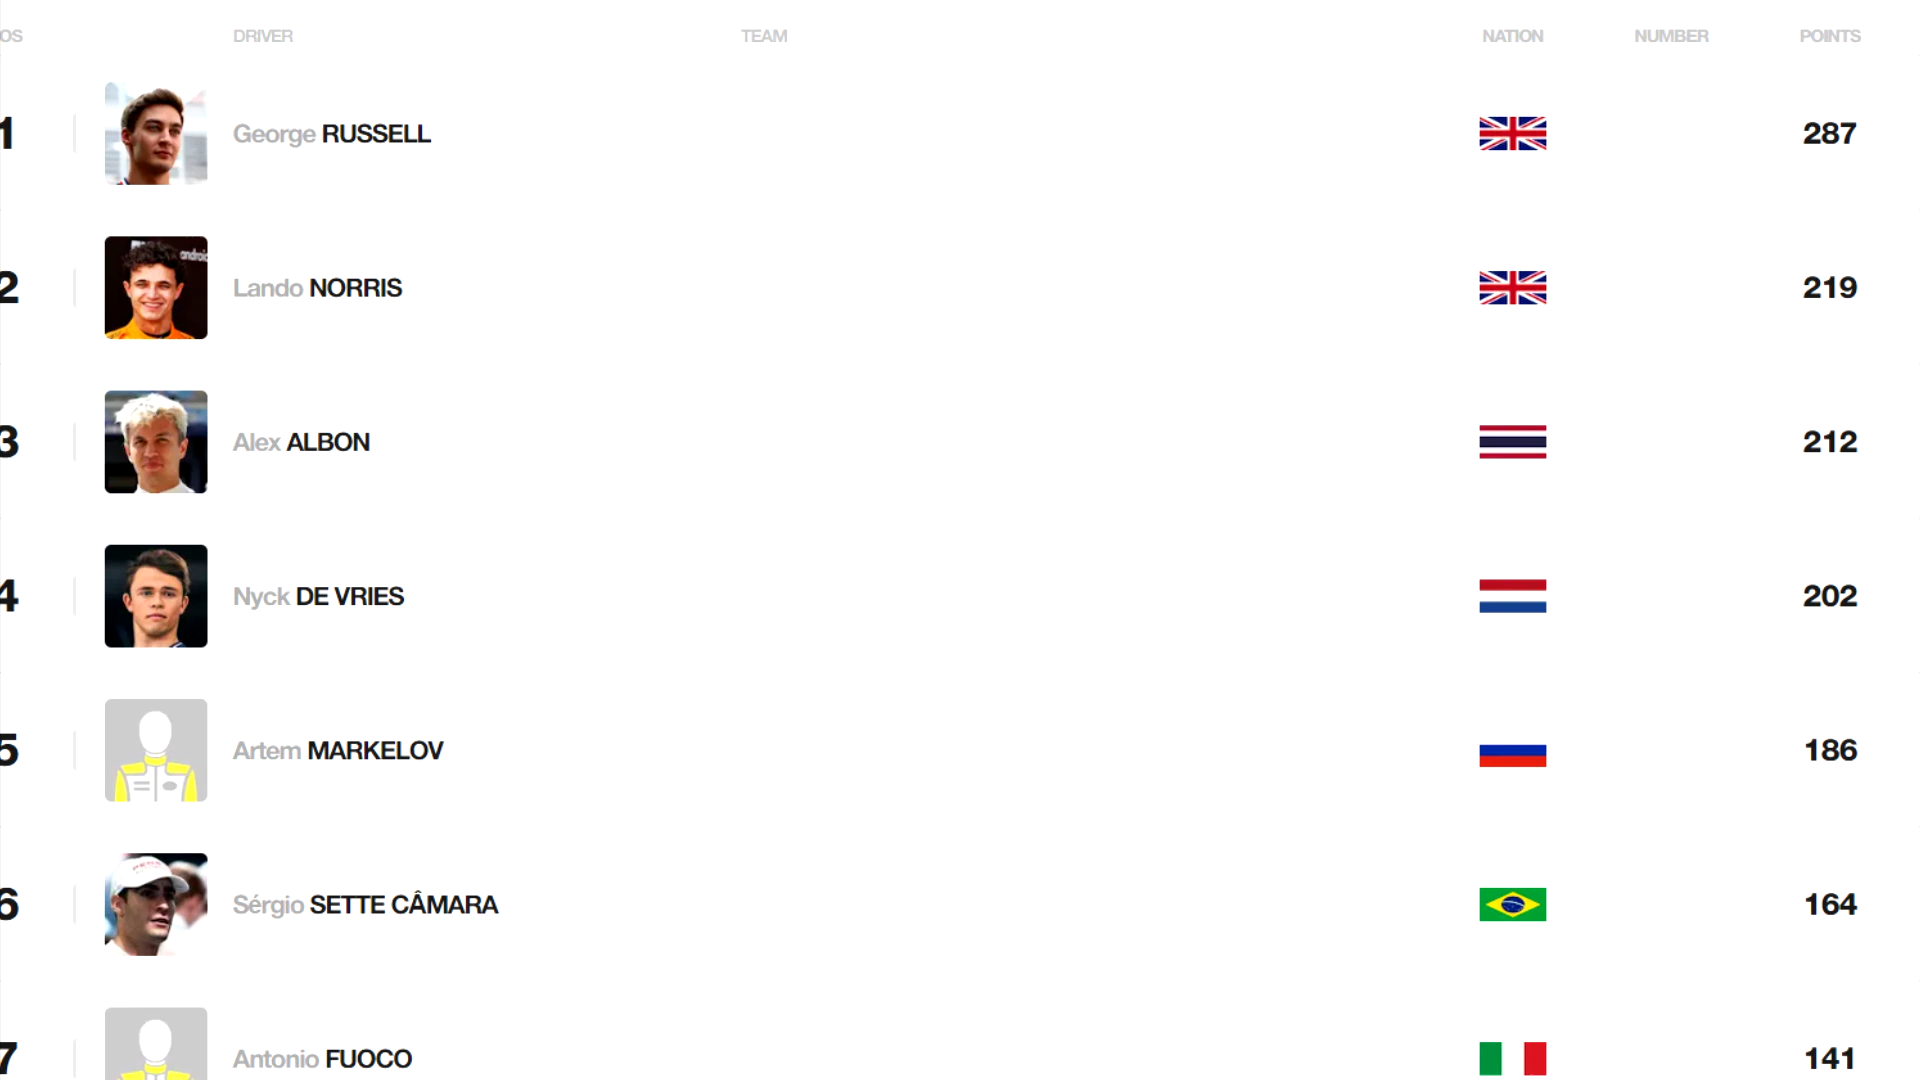 OS DRIVER TEAM NATION NUMBER POINTS
1 George RUSSELL 287
android
2 Lando NORRIS 219
3 Alex ALBON 212
4 Nyck DE VRIES 202
5 Artem MARKELOV 186
6 Sérgio SETTE CÂMARA 164
7 Antonio FUOCO 141